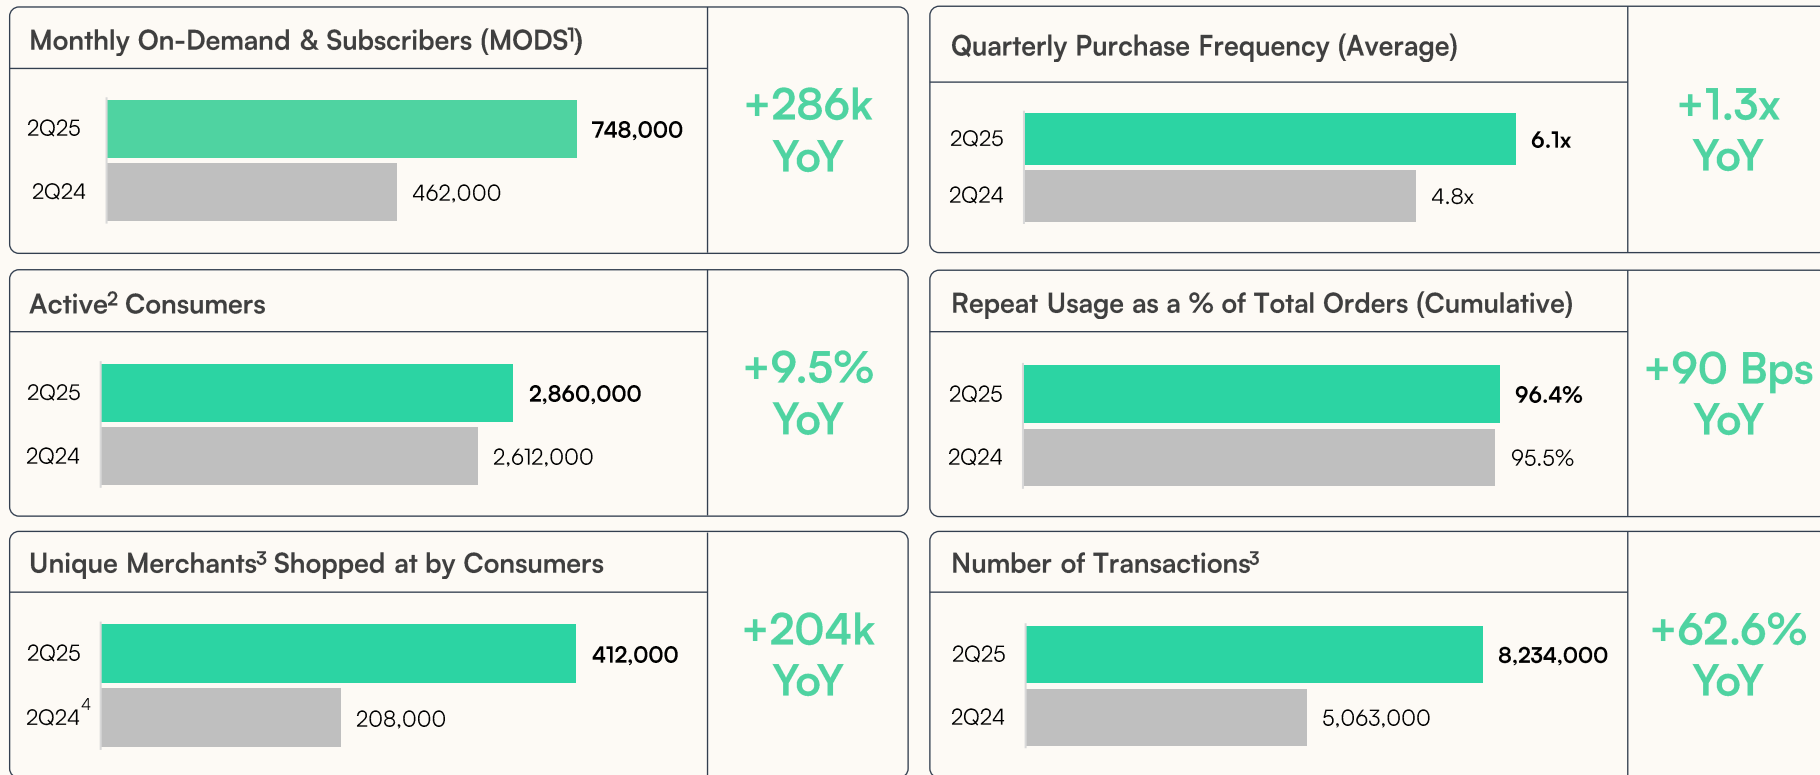 Monthly On-Demand & Subscribers (MODS¹)
2Q25
748,000
2Q24
462,000
+286k
YoY
Quarterly Purchase Frequency (Average)
2Q25
6.1x
2Q24
4.8x
+1.3x
YoY
Active² Consumers
2Q25
2,860,000
2Q24
2,612,000
+9.5%
YoY
Repeat Usage as a % of Total Orders (Cumulative)
2Q25
96.4%
2Q24
95.5%
+90 Bps
YoY
Unique Merchants³ Shopped at by Consumers
2Q25
412,000
2Q24⁴
208,000
+204k
YoY
Number of Transactions³
2Q25
8,234,000
2Q24
5,063,000
+62.6%
YoY